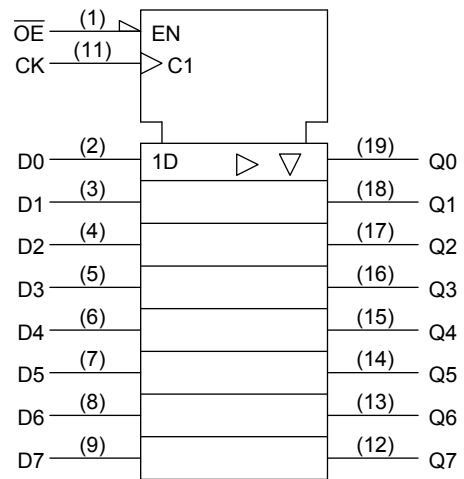 O̅E̅ (1) EN
CK (11) C1
D0 (2) 1D (19) Q0
D1 (3) (18) Q1
D2 (4) (17) Q2
D3 (5) (16) Q3
D4 (6) (15) Q4
D5 (7) (14) Q5
D6 (8) (13) Q6
D7 (9) (12) Q7